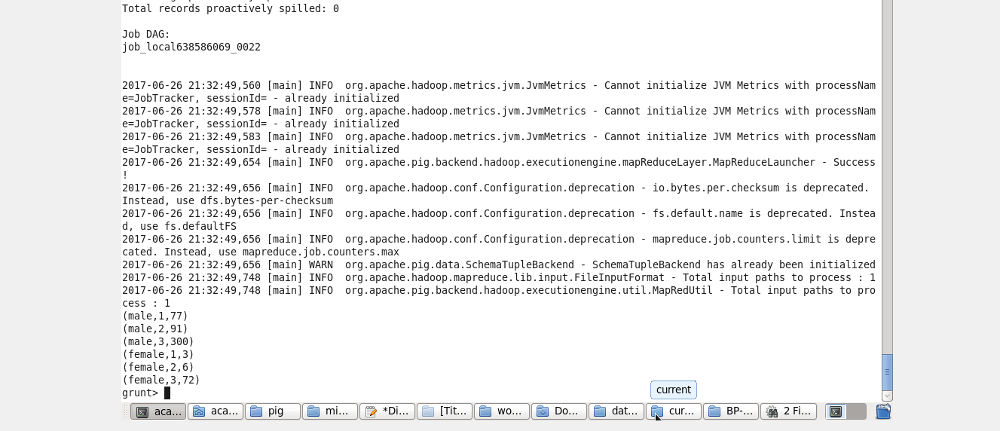 Total records proactively spilled: 0
Job DAG:
job_local638586069_0022
2017-06-26 21:32:49,560 [main] INFO  org.apache.hadoop.metrics.jvm.JvmMetrics - Cannot initialize JVM Metrics with processNam
e=JobTracker, sessionId= - already initialized
2017-06-26 21:32:49,578 [main] INFO  org.apache.hadoop.metrics.jvm.JvmMetrics - Cannot initialize JVM Metrics with processNam
e=JobTracker, sessionId= - already initialized
2017-06-26 21:32:49,583 [main] INFO  org.apache.hadoop.metrics.jvm.JvmMetrics - Cannot initialize JVM Metrics with processNam
e=JobTracker, sessionId= - already initialized
2017-06-26 21:32:49,654 [main] INFO  org.apache.pig.backend.hadoop.executionengine.mapReduceLayer.MapReduceLauncher - Success
!
2017-06-26 21:32:49,656 [main] INFO  org.apache.hadoop.conf.Configuration.deprecation - io.bytes.per.checksum is deprecated.
Instead, use dfs.bytes-per-checksum
2017-06-26 21:32:49,656 [main] INFO  org.apache.hadoop.conf.Configuration.deprecation - fs.default.name is deprecated. Instea
d, use fs.defaultFS
2017-06-26 21:32:49,656 [main] INFO  org.apache.hadoop.conf.Configuration.deprecation - mapreduce.job.counters.limit is depre
cated. Instead, use mapreduce.job.counters.max
2017-06-26 21:32:49,656 [main] WARN  org.apache.pig.data.SchemaTupleBackend - SchemaTupleBackend has already been initialized
2017-06-26 21:32:49,748 [main] INFO  org.apache.hadoop.mapreduce.lib.input.FileInputFormat - Total input paths to process : 1
2017-06-26 21:32:49,748 [main] INFO  org.apache.pig.backend.hadoop.executionengine.util.MapRedUtil - Total input paths to pro
cess : 1
(male,1,77)
(male,2,91)
(male,3,300)
(female,1,3)
(female,2,6)
(female,3,72)
grunt>
current
aca... aca... pig mi... *Di... [Tit... wo... Do... dat... cur... BP-... 2 Fi...